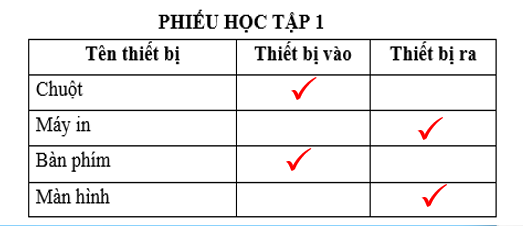 PHIẾU HỌC TẬP 1
Tên thiết bị Thiết bị vào Thiết bị ra
Chuột ✓
Máy in ✓
Bàn phím ✓
Màn hình ✓